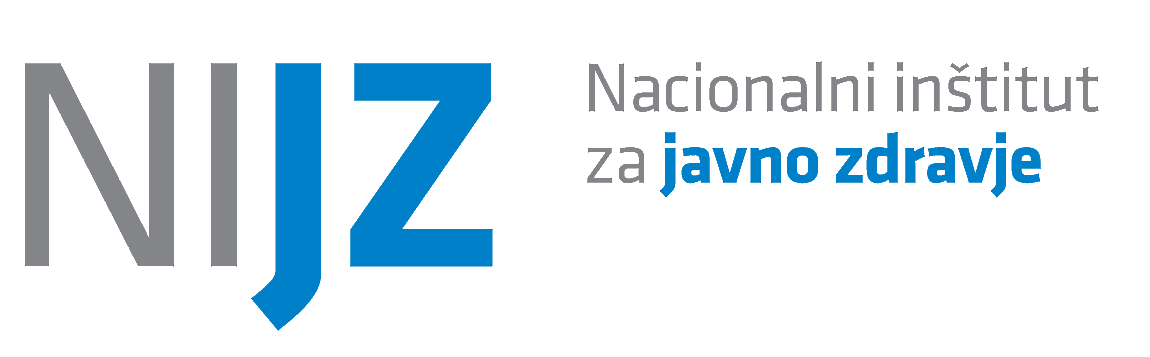 NIJZ
Nacionalni inštitut
za javno zdravje